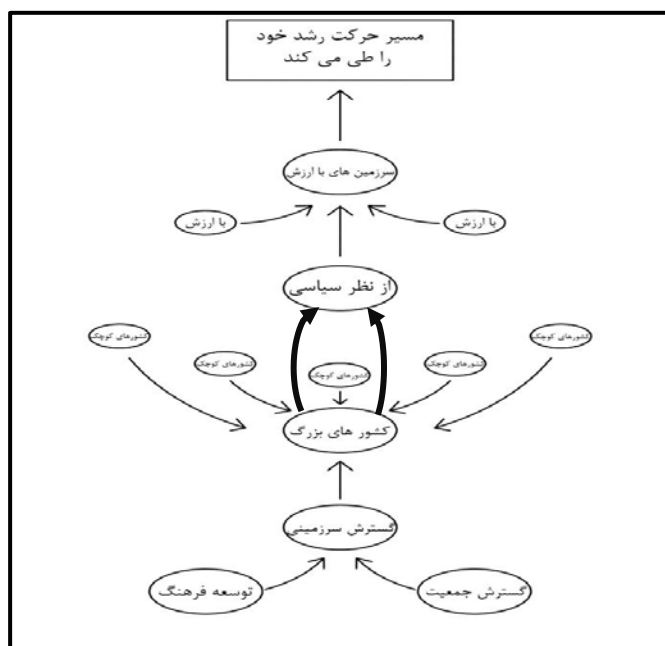 مسیر حرکت رشد خود
را طی می کند
سرزمین های با ارزش
با ارزش
با ارزش
از نظر سیاسی
کشورهای کوچک
کشورهای کوچک
کشورهای کوچک
کشورهای کوچک
کشورهای کوچک
کشور های بزرگ
گسترش سرزمینی
گسترش جمعیت
توسعه فرهنگ